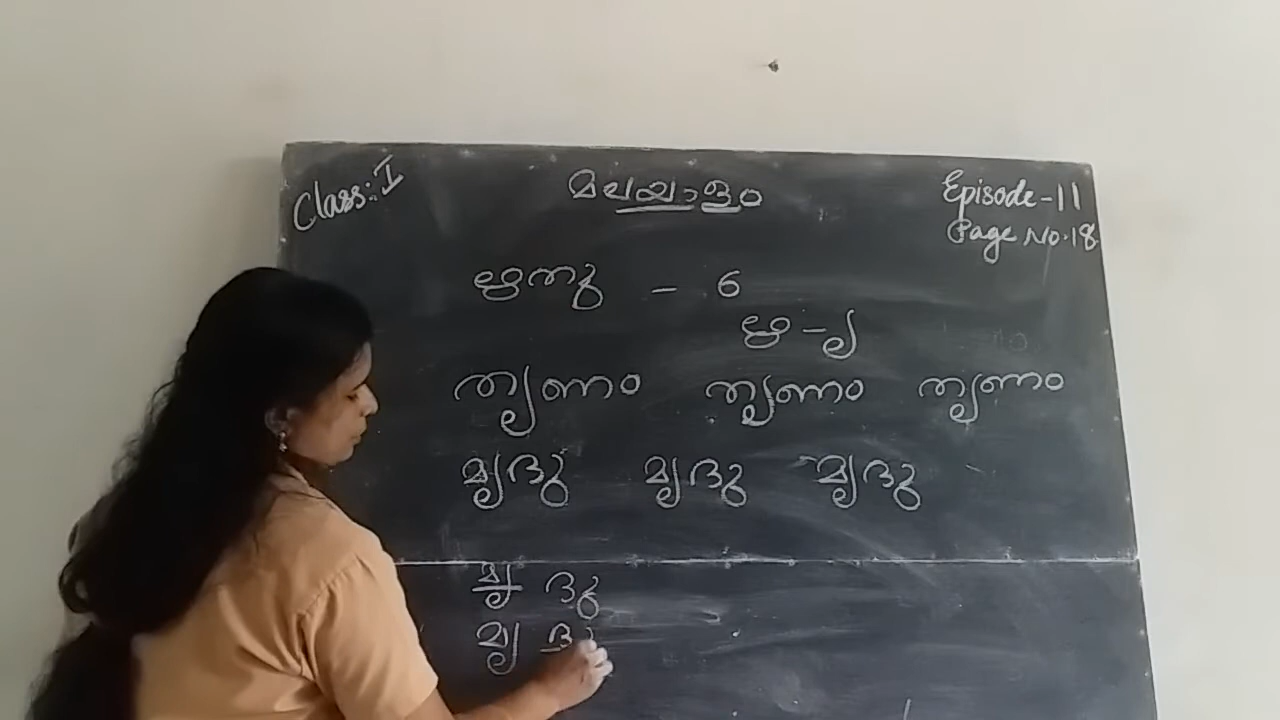 Class: I മലയാളം Episode-11
Page No.18
ഋതു - 6
ഋ - ൃ
തൃണം തൃണം തൃണം
മൃദു മൃദു മൃദു
മൃ ദു
മൃ ദു